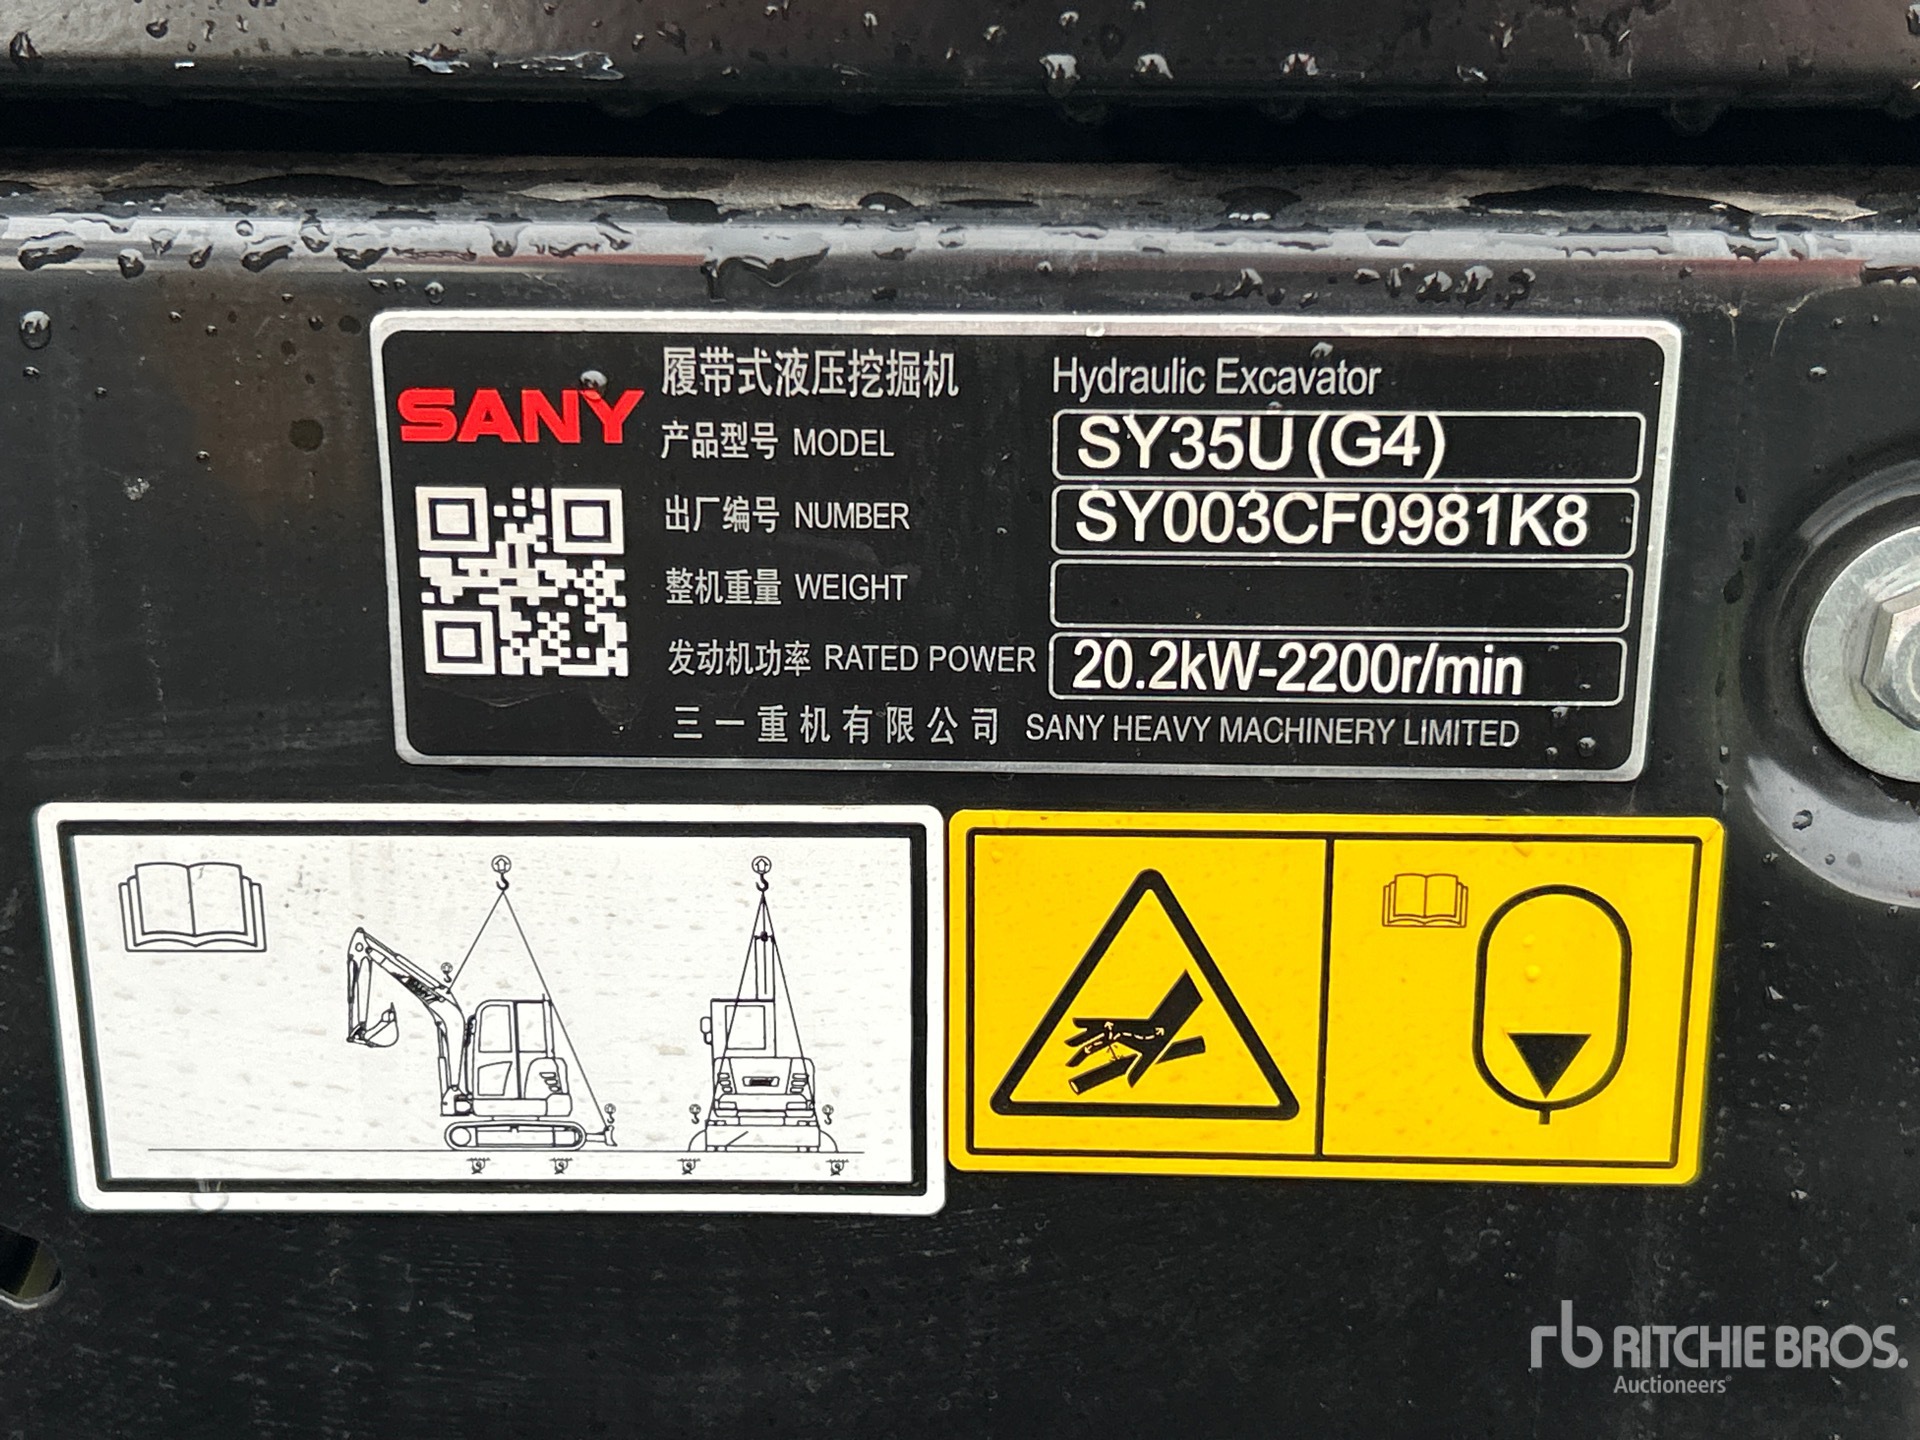 SANY
履带式液压挖掘机 Hydraulic Excavator
产品型号 MODEL SY35U(G4)
出厂编号 NUMBER SY003CF0981K8
整机重量 WEIGHT
发动机功率 RATED POWER 20.2kW-2200r/min
三一重机有限公司 SANY HEAVY MACHINERY LIMITED
rb RITCHIE BROS.
Auctioneers